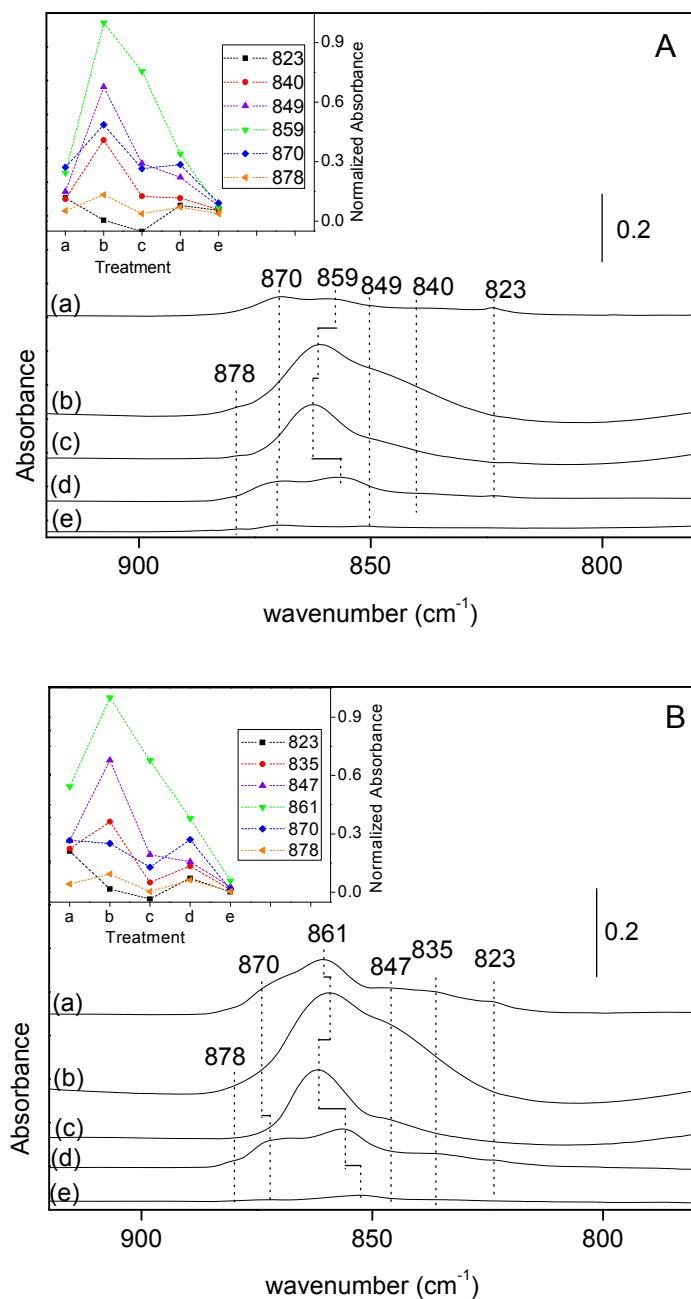 A
0.9
0.3
0.0
Normalized Absorbance
823
840
849
859
870
878
a b c d e
Treatment
0.2
870 859 849 840 823
878
(a)
(b)
(c)
(d)
(e)
Absorbance
900 850 800
wavenumber (cm-1)
B
0.9
0.6
0.3
0.0
Normalized Absorbance
823
835
847
861
870
878
a b c d e
Treatment
0.2
861
870 847 835 823
878
(a)
(b)
(c)
(d)
(e)
Absorbance
900 850 800
wavenumber (cm-1)